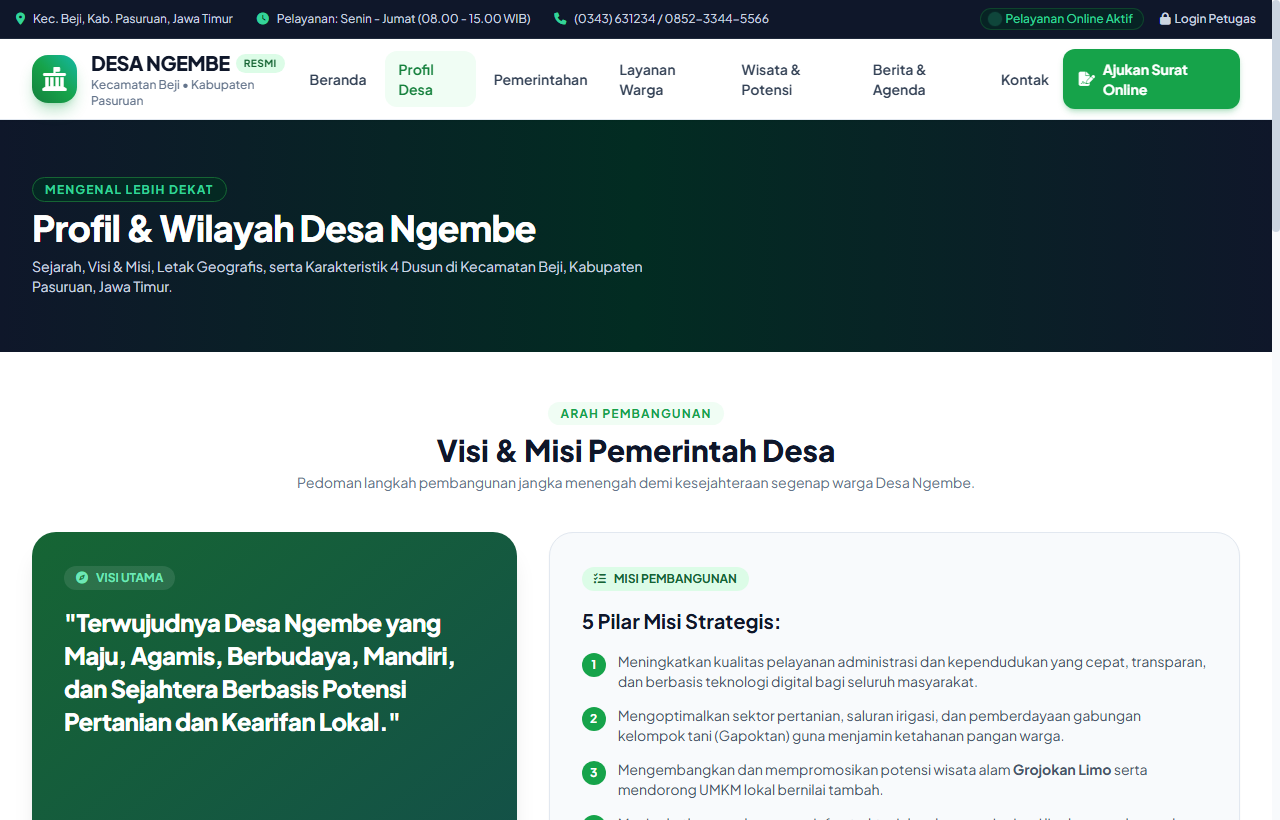 Kec. Beji, Kab. Pasuruan, Jawa Timur
Pelayanan: Senin - Jumat (08.00 - 15.00 WIB)
(0343) 631234 / 0852-3344-5566
Pelayanan Online Aktif
Login Petugas
DESA NGEMBE
RESMI
Kecamatan Beji • Kabupaten
Pasuruan
Beranda
Profil
Desa
Pemerintahan
Layanan
Warga
Wisata &
Potensi
Berita &
Agenda
Kontak
Ajukan Surat
Online
MENGENAL LEBIH DEKAT
Profil & Wilayah Desa Ngembe
Sejarah, Visi & Misi, Letak Geografis, serta Karakteristik 4 Dusun di Kecamatan Beji, Kabupaten
Pasuruan, Jawa Timur.
ARAH PEMBANGUNAN
Visi & Misi Pemerintah Desa
Pedoman langkah pembangunan jangka menengah demi kesejahteraan segenap warga Desa Ngembe.
VISI UTAMA
"Terwujudnya Desa Ngembe yang
Maju, Agamis, Berbudaya, Mandiri,
dan Sejahtera Berbasis Potensi
Pertanian dan Kearifan Lokal."
MISI PEMBANGUNAN
5 Pilar Misi Strategis:
1 Meningkatkan kualitas pelayanan administrasi dan kependudukan yang cepat, transparan,
dan berbasis teknologi digital bagi seluruh masyarakat.
2 Mengoptimalkan sektor pertanian, saluran irigasi, dan pemberdayaan gabungan
kelompok tani (Gapoktan) guna menjamin ketahanan pangan warga.
3 Mengembangkan dan mempromosikan potensi wisata alam Grojokan Limo serta
mendorong UMKM lokal bernilai tambah.